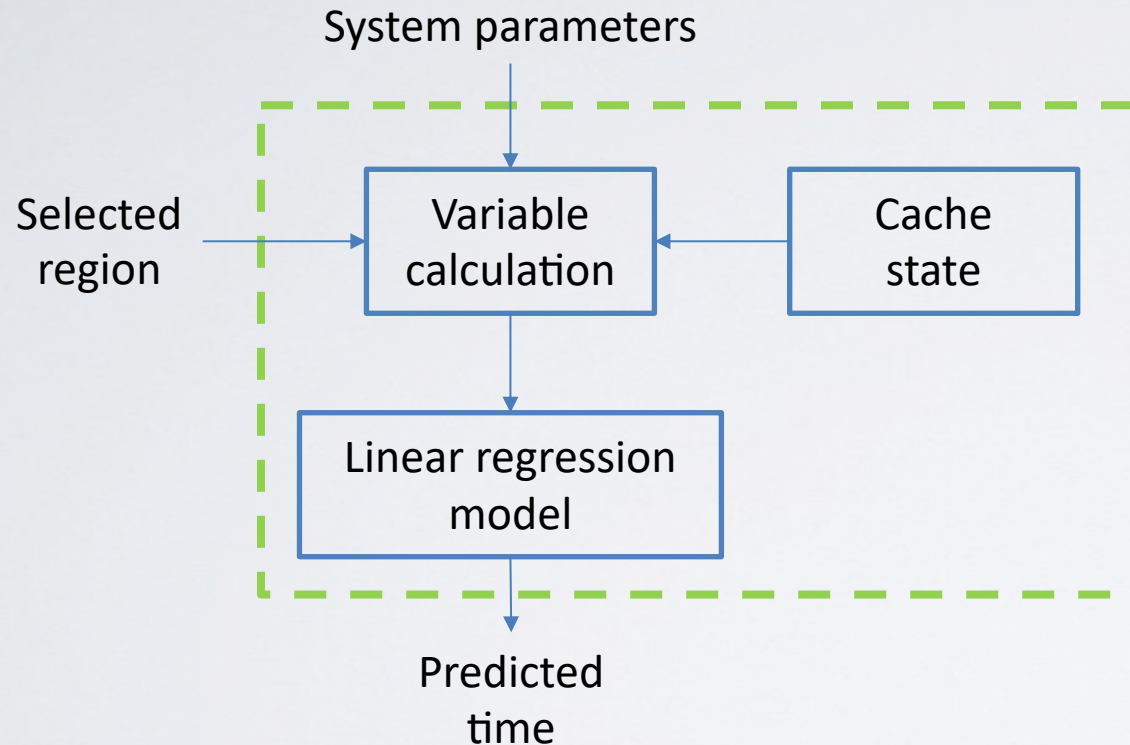 System parameters
Selected
region
Variable
calculation
Cache
state
Linear regression
model
Predicted
time